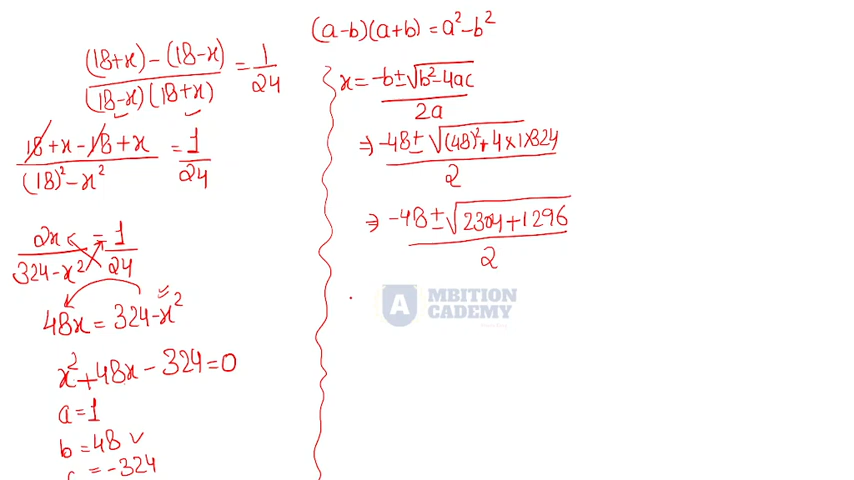 ((18+x) - (18-x))/((18-x)(18+x)) = 1/24
(18+x-18+x)/((18)²-x²) = 1/24
2x/(324-x²) = 1/24
48x = 324-x²
x²+48x-324=0
a=1
b=48
c=-324
(a-b)(a+b)=a²-b²
x = (-b±√(b²-4ac))/(2a)
⇒ (-48±√((48)²+4×1×324))/2
⇒ (-48±√(2304+1296))/2
A MBITION
CADEMY